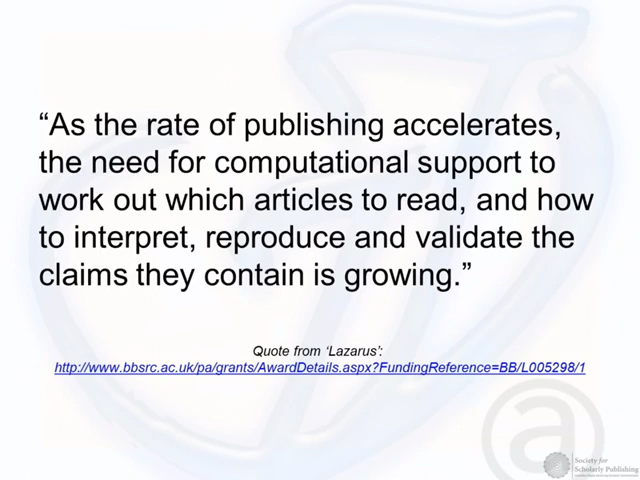 “As the rate of publishing accelerates,
the need for computational support to
work out which articles to read, and how
to interpret, reproduce and validate the
claims they contain is growing.”
Quote from ‘Lazarus’:
http://www.bbsrc.ac.uk/pa/grants/AwardDetails.aspx?FundingReference=BB/L005298/1
@
Society for
Scholarly Publishing